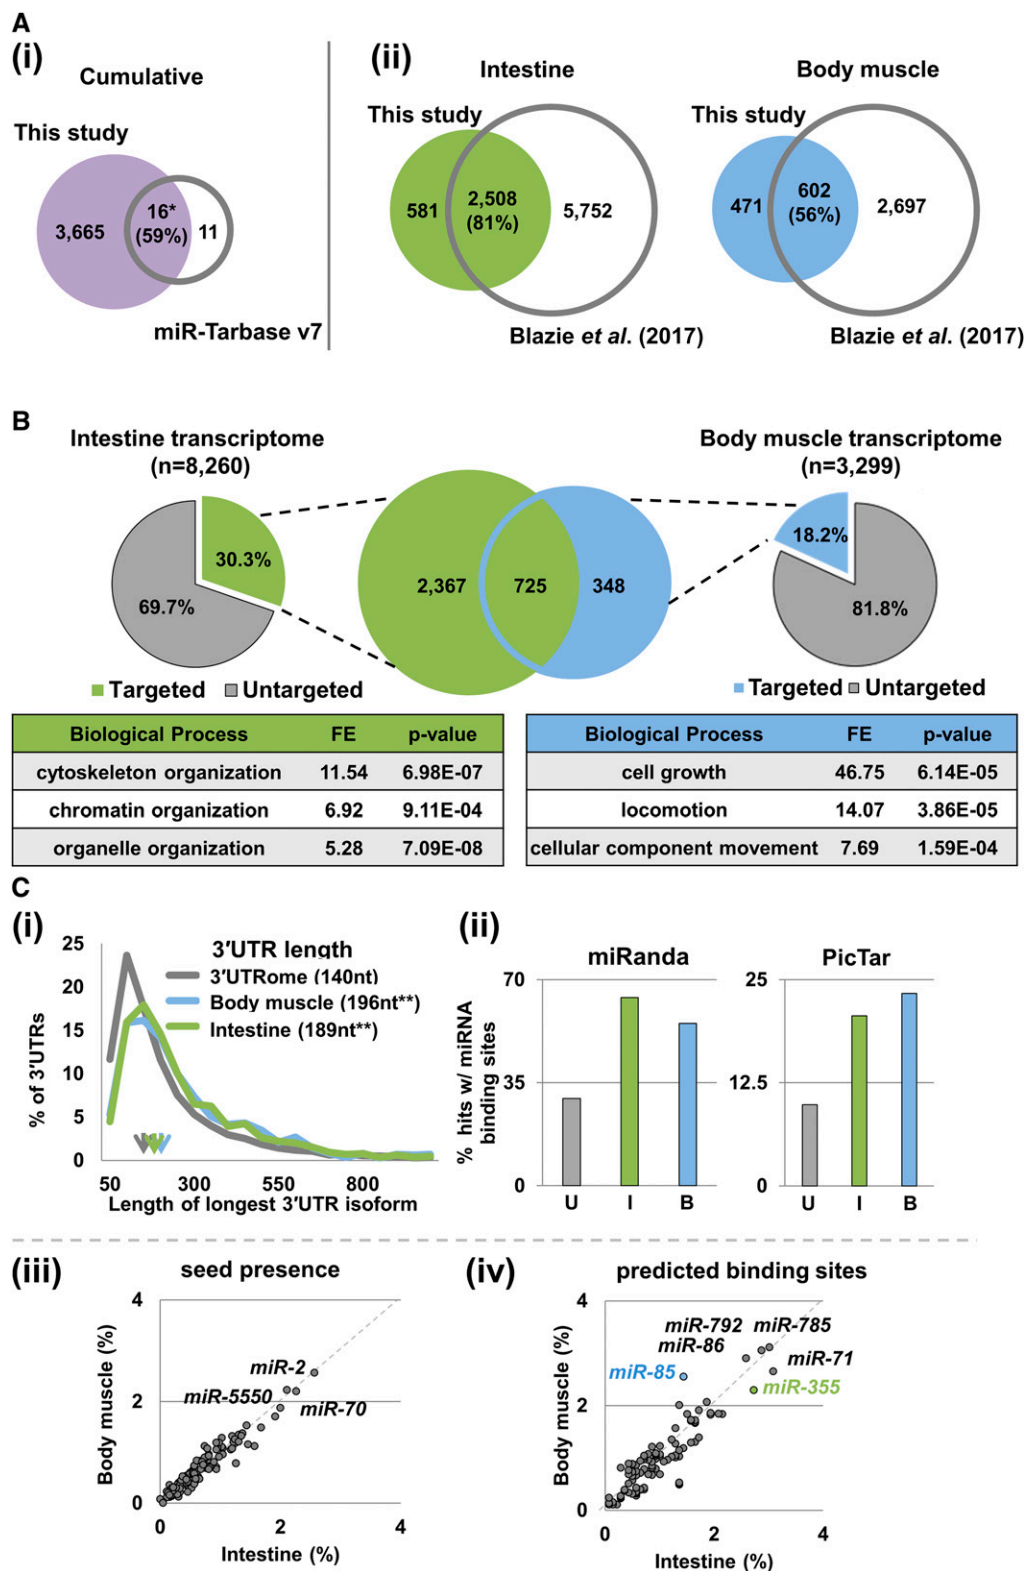 A
(i)
Cumulative
This study
3,665
16*
(59%)
11
miR-Tarbase v7
(ii)
Intestine
This study
581
2,508
(81%)
5,752
Blazie et al. (2017)
Body muscle
This study
471
602
(56%)
2,697
Blazie et al. (2017)
B
Intestine transcriptome
(n=8,260)
30.3%
69.7%
Targeted Untargeted
2,367
725
348
Body muscle transcriptome
(n=3,299)
18.2%
81.8%
Targeted Untargeted
Biological Process FE p-value
cytoskeleton organization 11.54 6.98E-07
chromatin organization 6.92 9.11E-04
organelle organization 5.28 7.09E-08
Biological Process FE p-value
cell growth 46.75 6.14E-05
locomotion 14.07 3.86E-05
cellular component movement 7.69 1.59E-04
C
(i)
3'UTR length
3'UTRome (140nt)
Body muscle (196nt**)
Intestine (189nt**)
% of 3'UTRs
25
20
15
10
5
0
50 300 550 800
Length of longest 3'UTR isoform
(ii)
miRanda
% hits w/ miRNA
binding sites
70
35
0
U I B
PicTar
25
12.5
0
U I B
(iii)
seed presence
Body muscle (%)
4
2
0
miR-2
miR-5550
miR-70
0 2 4
Intestine (%)
(iv)
predicted binding sites
Body muscle (%)
4
2
0
miR-792
miR-785
miR-86
miR-71
miR-85
miR-355
0 2 4
Intestine (%)